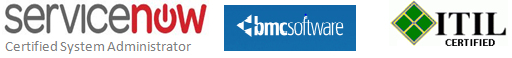 servicenow
Certified System Administrator
bmcsoftware
ITIL
CERTIFIED